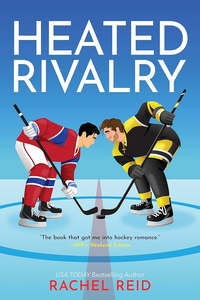 HEATED
RIVALRY
"The book that got me into hockey romance."
USA TODAY Bestselling Author
RACHEL REID